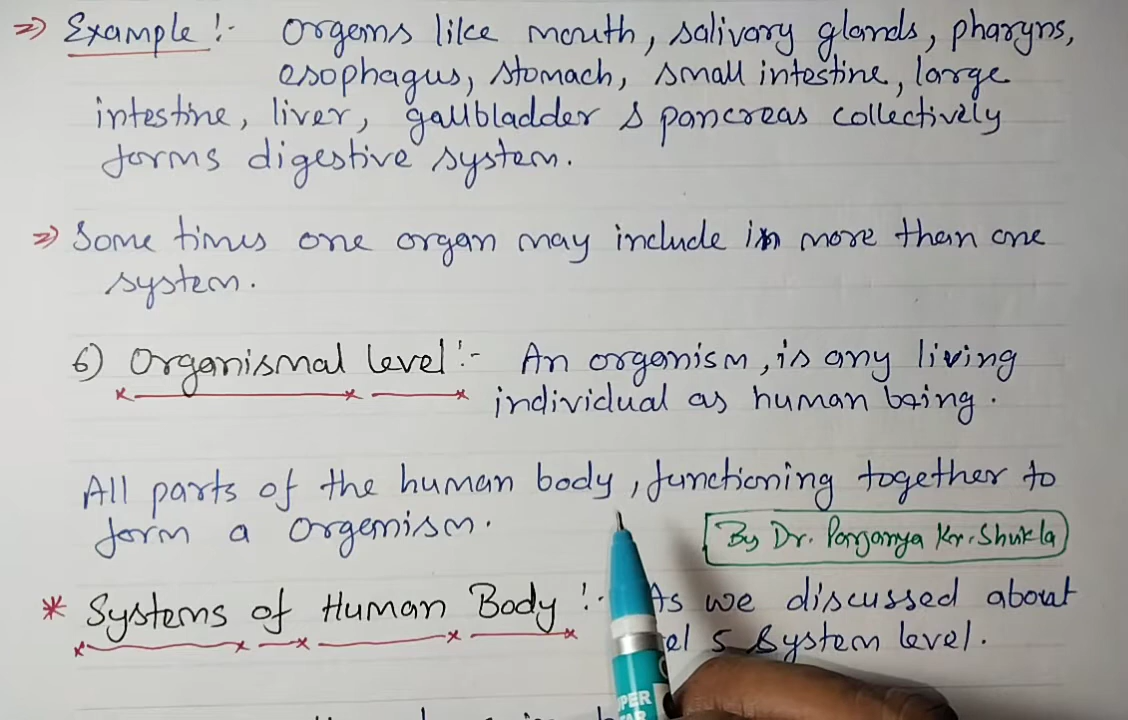 ⇒ Example :- Orgems like mouth, salivary glands, pharyns,
esophagus, stomach, small intestine, large
intestine, liver, gallbladder & pancreas collectively
forms digestive system.
⇒ Some times one organ may include in more than one
system.
6) Organismal level :- An organism, is any living
individual as human being.
All parts of the human body, functioning together to
form a Orgemism.
By Dr. Parjanya Kr. Shukla
* Systems of Human Body :- As we discussed about
el 5 System level.